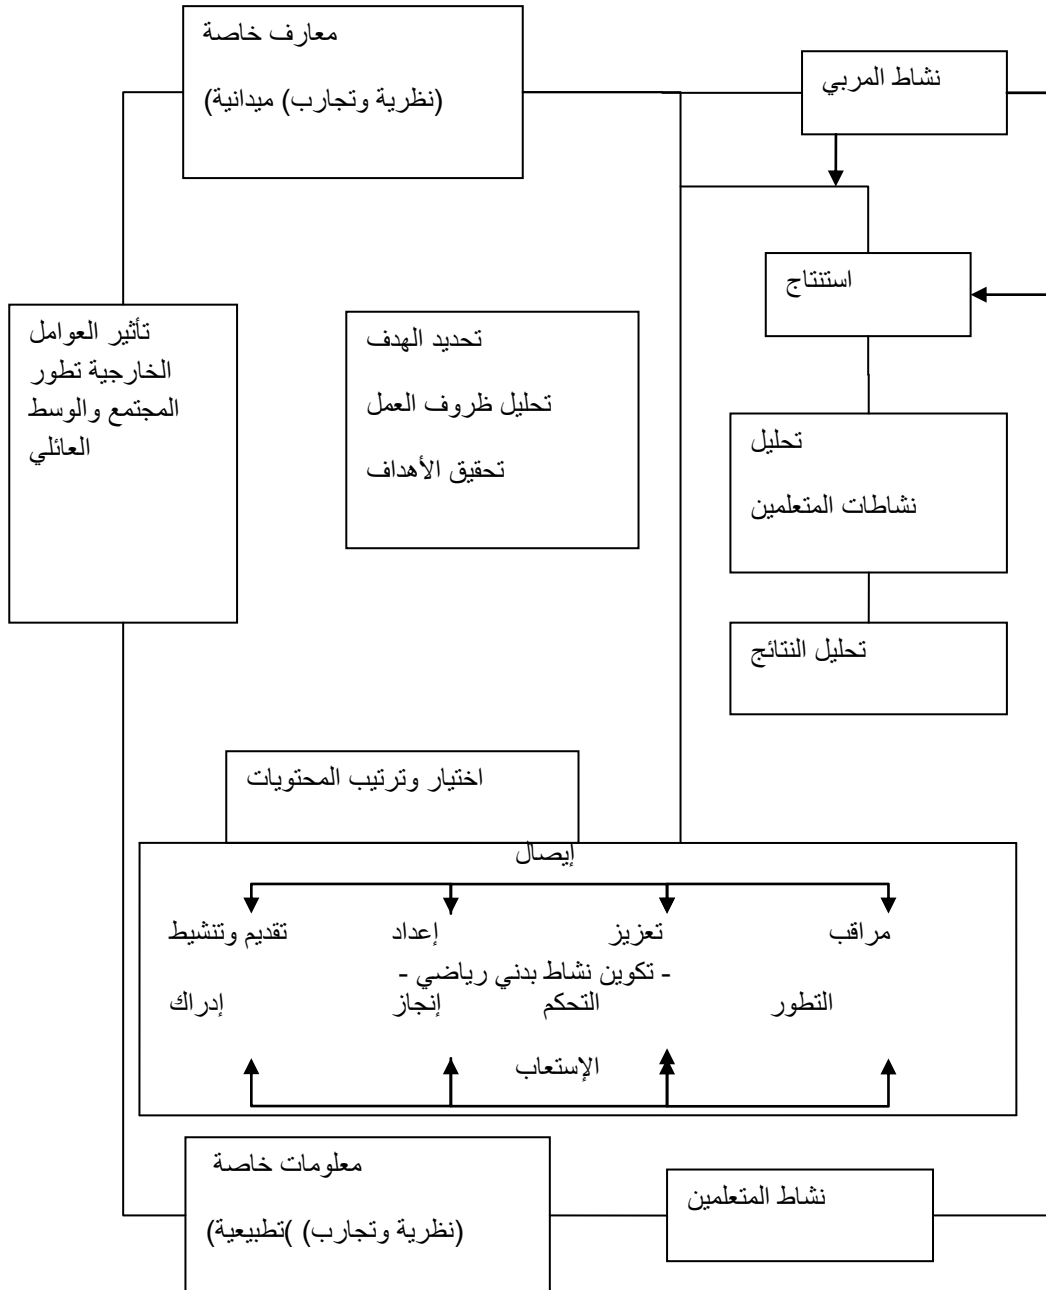 معارف خاصة
(نظرية وتجارب) ميدانية)
نشاط المربي
استنتاج
تأثير العوامل
الخارجية تطور
المجتمع والوسط
العائلي
تحديد الهدف
تحليل ظروف العمل
تحقيق الأهداف
تحليل
نشاطات المتعلمين
تحليل النتائج
اختيار وترتيب المحتويات
إيصال
مراقب تعزيز إعداد تقديم وتنشيط
- تكوين نشاط بدني رياضي -
التطور التحكم إنجاز إدراك
الإستعاب
معلومات خاصة
(نظرية وتجارب) )تطبيعية)
نشاط المتعلمين